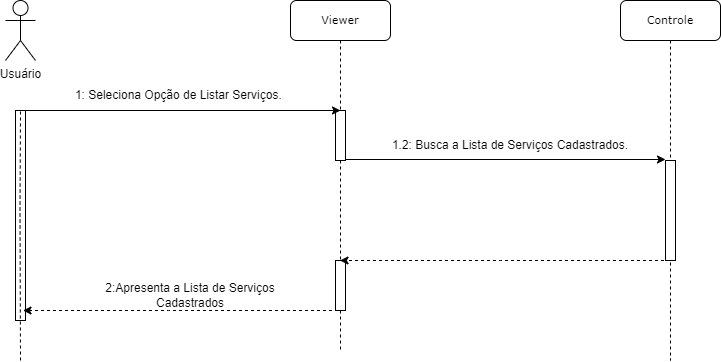 Viewer
Controle
Usuário
1: Seleciona Opção de Listar Serviços.
1.2: Busca a Lista de Serviços Cadastrados.
2:Apresenta a Lista de Serviços
Cadastrados